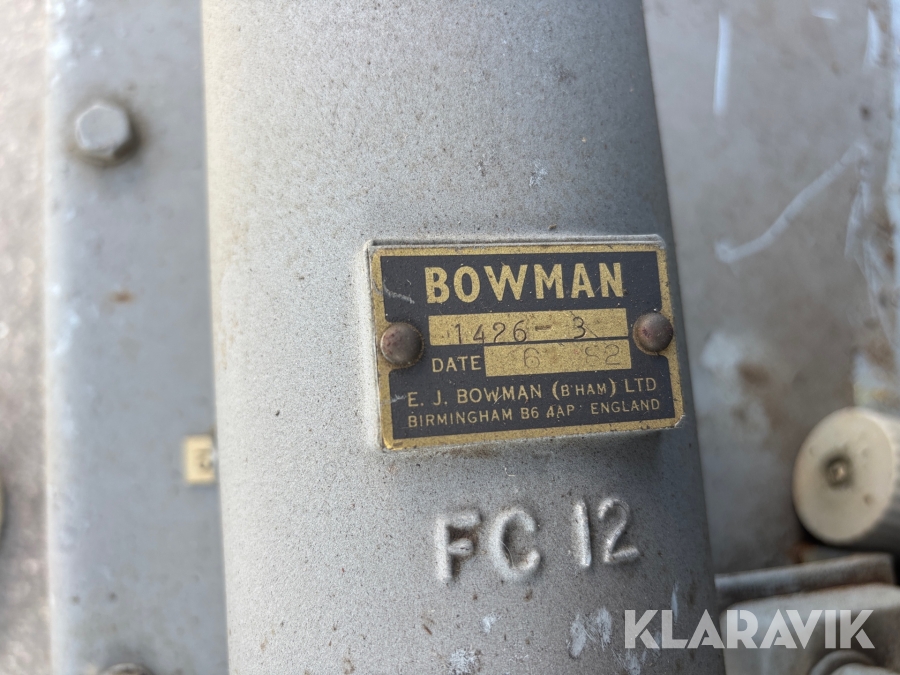 BOWMAN
1426-3
DATE 6 82
E. J. BOWMAN (B'HAM) LTD
BIRMINGHAM B6 4AP ENGLAND
FC 12
KLARAVIK